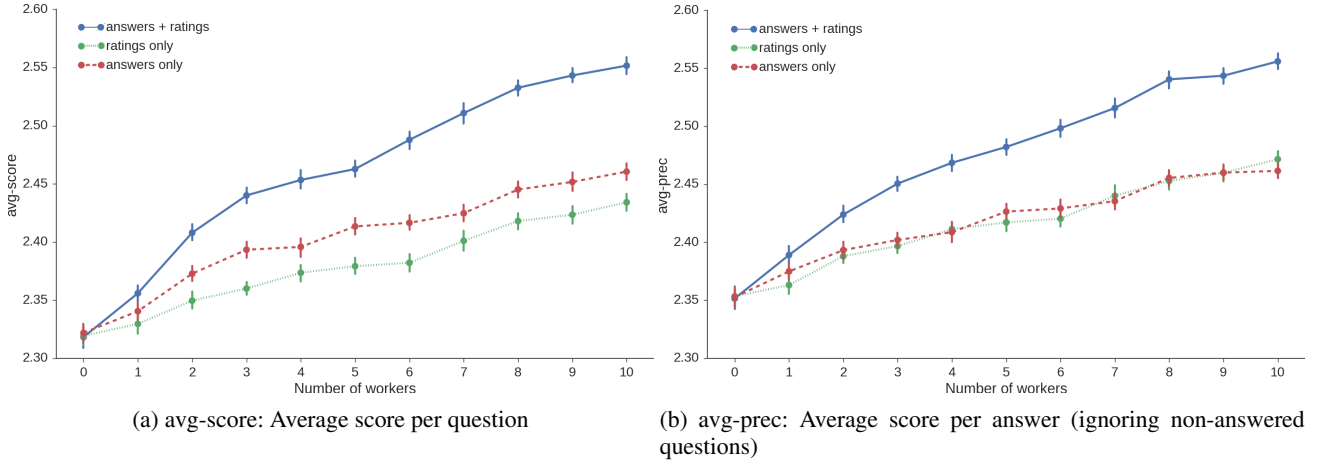 2.60
2.55
2.50
2.45
2.40
2.35
2.30
avg-score
answers + ratings
ratings only
answers only
0 1 2 3 4 5 6 7 8 9 10
Number of workers
(a) avg-score: Average score per question
2.60
2.55
2.50
2.45
2.40
2.35
2.30
avg-prec
answers + ratings
ratings only
answers only
0 1 2 3 4 5 6 7 8 9 10
Number of workers
(b) avg-prec: Average score per answer (ignoring non-answered
questions)